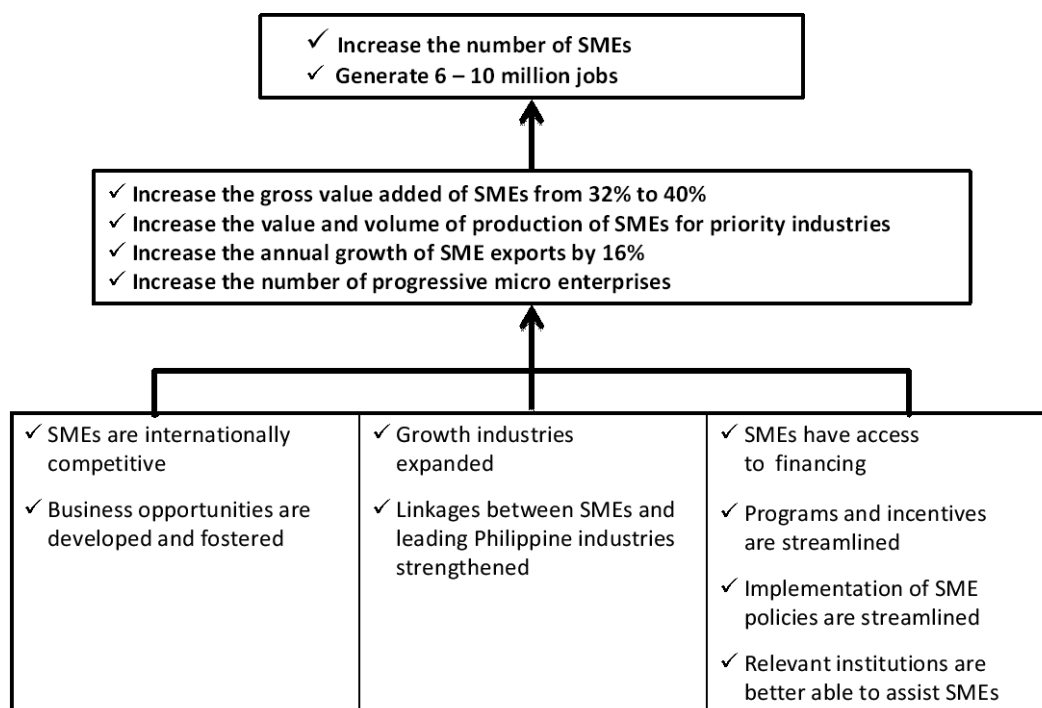 ✓ Increase the number of SMEs
✓ Generate 6 – 10 million jobs
✓ Increase the gross value added of SMEs from 32% to 40%
✓ Increase the value and volume of production of SMEs for priority industries
✓ Increase the annual growth of SME exports by 16%
✓ Increase the number of progressive micro enterprises
✓ SMEs are internationally
competitive
✓ Business opportunities are
developed and fostered
✓ Growth industries
expanded
✓ Linkages between SMEs and
leading Philippine industries
strengthened
✓ SMEs have access
to financing
✓ Programs and incentives
are streamlined
✓ Implementation of SME
policies are streamlined
✓ Relevant institutions are
better able to assist SMEs